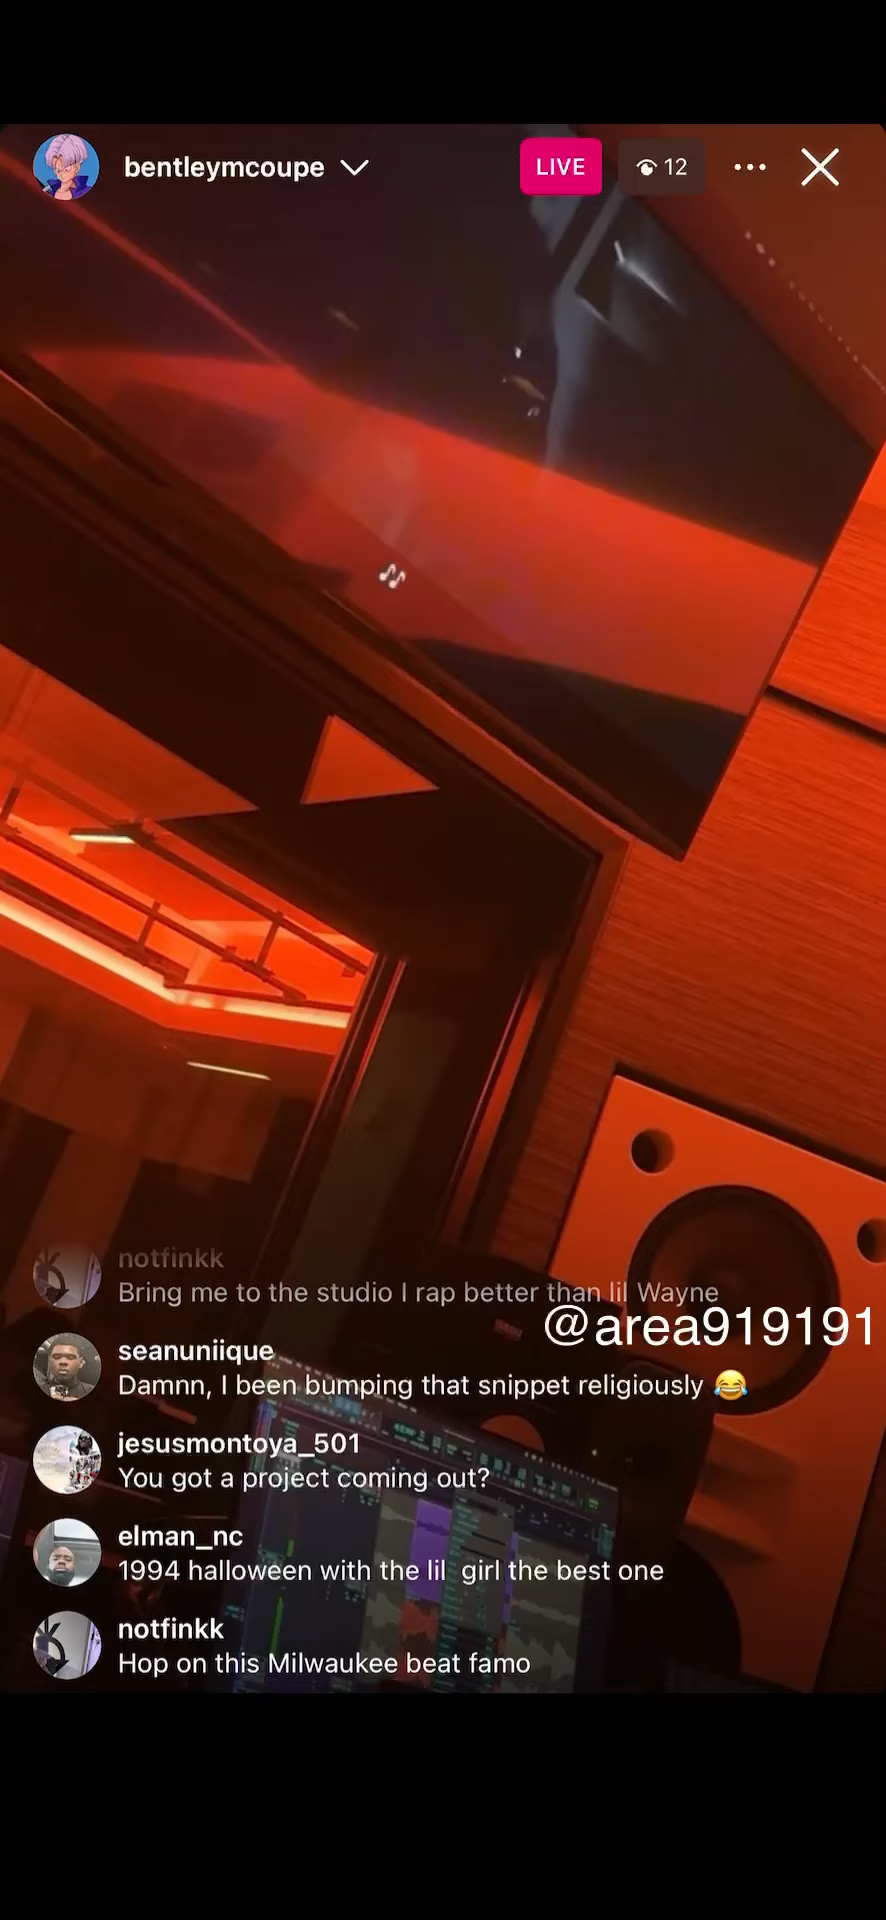 bentleymcoupe
LIVE
12
notfinkk
Bring me to the studio I rap better than lil Wayne
@area919191
seanuniique
Damnn, I been bumping that snippet religiously 😂
jesusmontoya_501
You got a project coming out?
elman_nc
1994 halloween with the lil  girl the best one
notfinkk
Hop on this Milwaukee beat famo